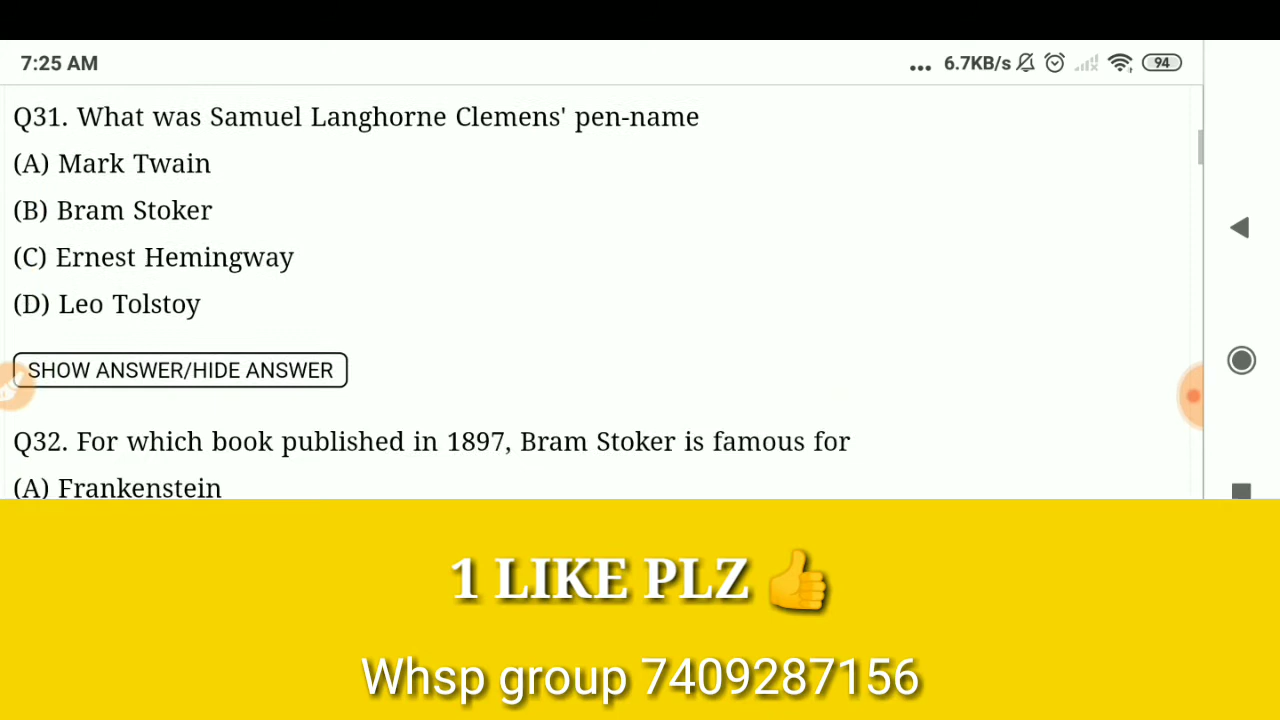 7:25 AM
... 6.7KB/s 94
Q31. What was Samuel Langhorne Clemens' pen-name
(A) Mark Twain
(B) Bram Stoker
(C) Ernest Hemingway
(D) Leo Tolstoy
SHOW ANSWER/HIDE ANSWER
Q32. For which book published in 1897, Bram Stoker is famous for
(A) Frankenstein
1 LIKE PLZ 👍
Whsp group 7409287156